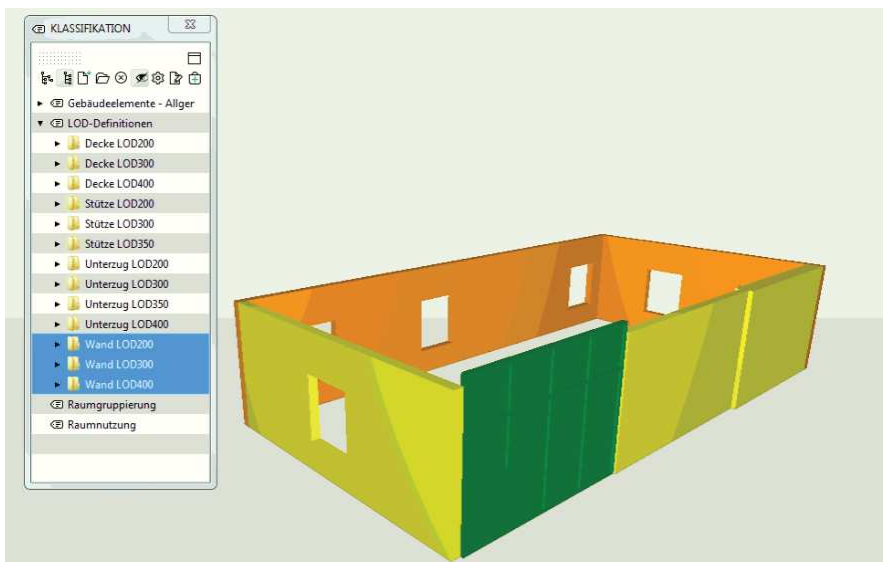 KLASSIFIKATION
Gebäudeelemente - Allger
LOD-Definitionen
Decke LOD200
Decke LOD300
Decke LOD400
Stütze LOD200
Stütze LOD300
Stütze LOD350
Unterzug LOD200
Unterzug LOD300
Unterzug LOD350
Unterzug LOD400
Wand LOD200
Wand LOD300
Wand LOD400
Raumgruppierung
Raumnutzung